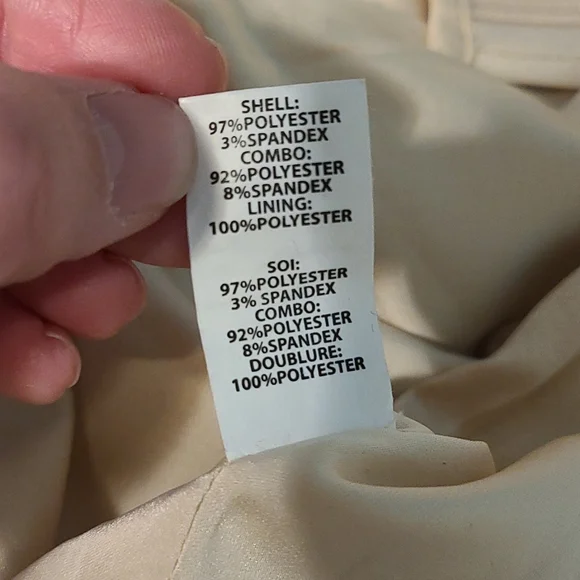 SHELL:
97%POLYESTER
3%SPANDEX
COMBO:
92%POLYESTER
8%SPANDEX
LINING:
100%POLYESTER
SOI:
97%POLYESTER
3% SPANDEX
COMBO:
92%POLYESTER
8%SPANDEX
DOUBLURE:
100%POLYESTER